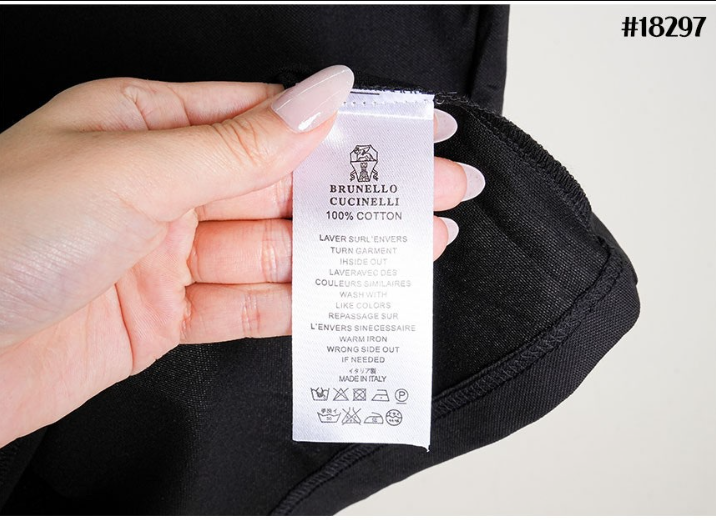 #18297
BRUNELLO
CUCINELLI
100% COTTON
LAVER SURL'ENVERS
TURN GARMENT
IHSIDE OUT
LAVERAVEC DES
COULEURS SIMILAIRES
WASH WITH
LIKE COLORS
REPASSAGE SUR
L'ENVERS SINECESSAIRE
WARM IRON
WRONG SIDE OUT
IF NEEDED
イタリア製
MADE IN ITALY